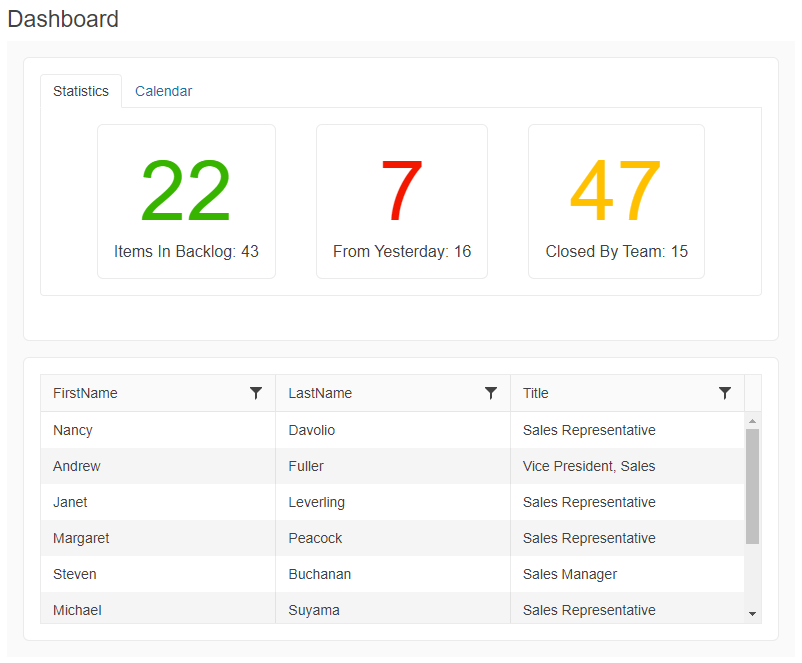 Dashboard
Statistics Calendar
22 7 47
Items In Backlog: 43 From Yesterday: 16 Closed By Team: 15
FirstName LastName Title
Nancy Davolio Sales Representative
Andrew Fuller Vice President, Sales
Janet Leverling Sales Representative
Margaret Peacock Sales Representative
Steven Buchanan Sales Manager
Michael Suyama Sales Representative